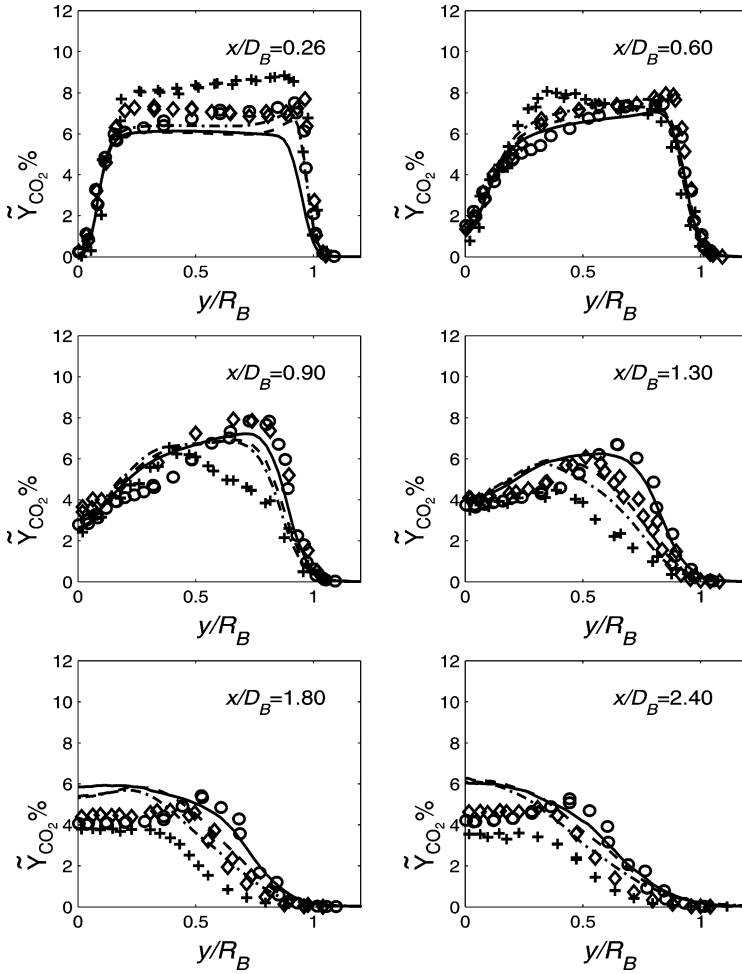 12
10
8
6
4
2
0
x/D_B=0.26
Ỹ_CO₂ %
0 0.5 1
y/R_B
12
10
8
6
4
2
0
x/D_B=0.60
Ỹ_CO₂ %
0 0.5 1
y/R_B
12
10
8
6
4
2
0
x/D_B=0.90
Ỹ_CO₂ %
0 0.5 1
y/R_B
12
10
8
6
4
2
0
x/D_B=1.30
Ỹ_CO₂ %
0 0.5 1
y/R_B
12
10
8
6
4
2
0
x/D_B=1.80
Ỹ_CO₂ %
0 0.5 1
y/R_B
12
10
8
6
4
2
0
x/D_B=2.40
Ỹ_CO₂ %
0 0.5 1
y/R_B